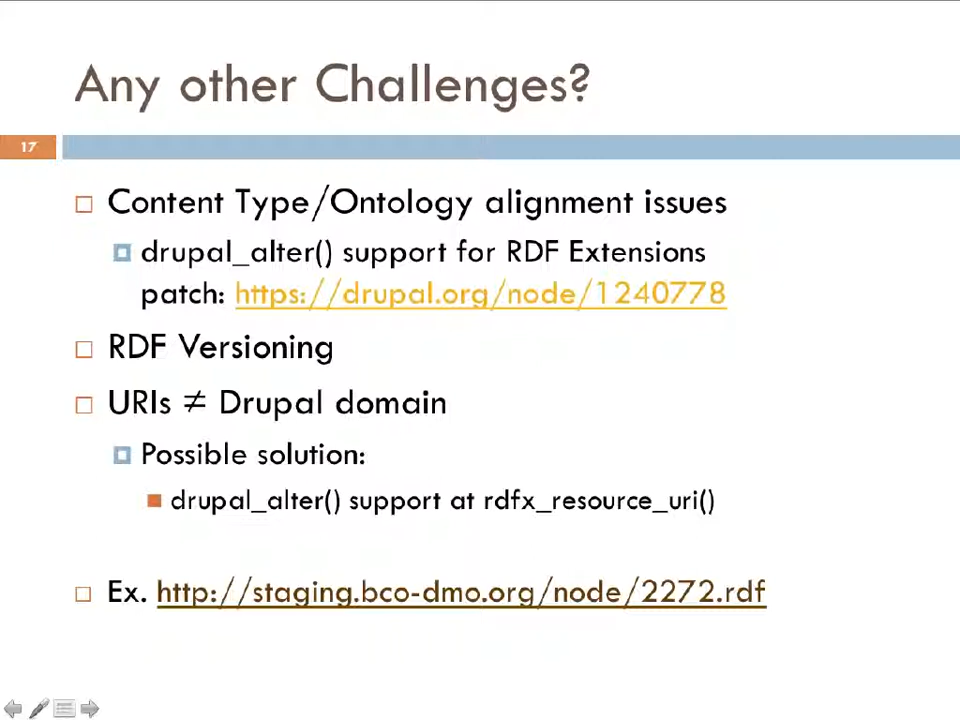 Any other Challenges?
17
Content Type/Ontology alignment issues
drupal_alter() support for RDF Extensions
patch: https://drupal.org/node/1240778
RDF Versioning
URIs ≠ Drupal domain
Possible solution:
drupal_alter() support at rdfx_resource_uri()
Ex. http://staging.bco-dmo.org/node/2272.rdf